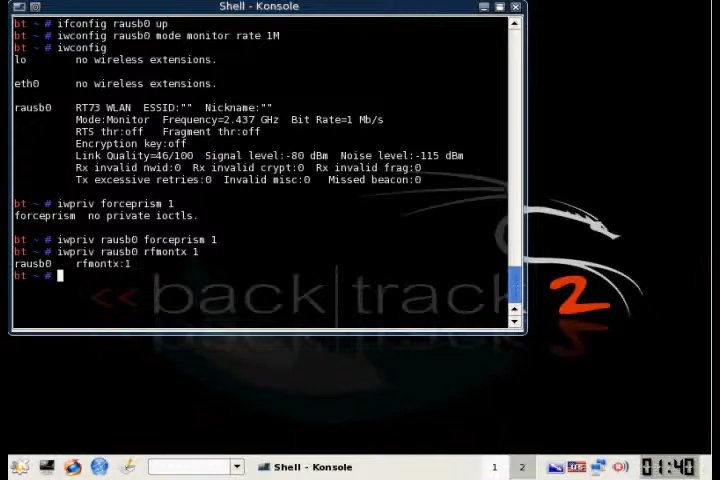 Shell - Konsole
bt ~ # ifconfig rausb0 up
bt ~ # iwconfig rausb0 mode monitor rate 1M
bt ~ # iwconfig
lo        no wireless extensions.
eth0      no wireless extensions.
rausb0    RT73 WLAN  ESSID:""  Nickname:""
Mode:Monitor  Frequency=2.437 GHz  Bit Rate=1 Mb/s
RTS thr:off   Fragment thr:off
Encryption key:off
Link Quality=46/100  Signal level:-80 dBm  Noise level:-115 dBm
Rx invalid nwid:0  Rx invalid crypt:0  Rx invalid frag:0
Tx excessive retries:0  Invalid misc:0   Missed beacon:0
bt ~ # iwpriv forceprism 1
forceprism  no private ioctls.
bt ~ # iwpriv rausb0 forceprism 1
bt ~ # iwpriv rausb0 rfmontx 1
rausb0    rfmontx:1
bt ~ #
<< back|track 2
Shell - Konsole
1 2
01:40